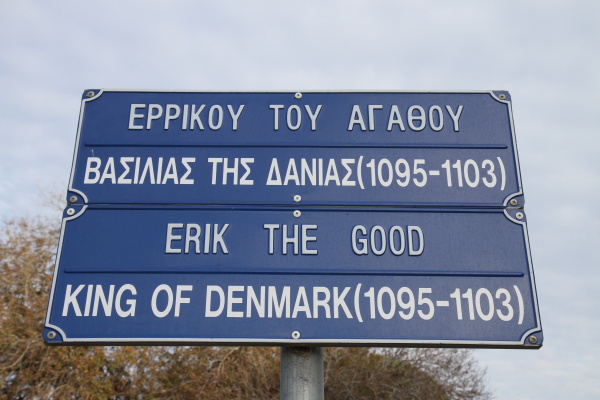 ΕΡΡΙΚΟΥ ΤΟΥ ΑΓΑΘΟΥ
ΒΑΣΙΛΙΑΣ ΤΗΣ ΔΑΝΙΑΣ(1095-1103)
ERIK THE GOOD
KING OF DENMARK(1095-1103)